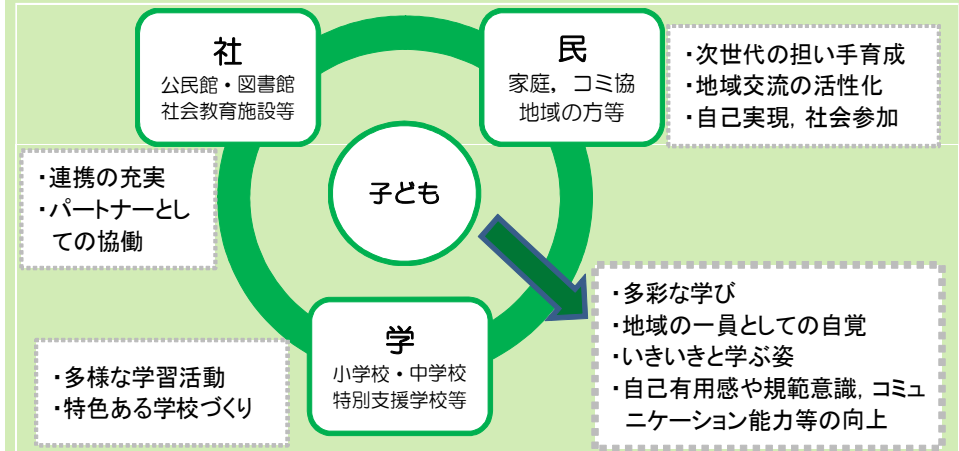 社
公民館・図書館
社会教育施設等
民
家庭，コミ協
地域の方等
・次世代の担い手育成
・地域交流の活性化
・自己実現，社会参加
・連携の充実
・パートナーとし
ての協働
子ども
学
小学校・中学校
特別支援学校等
・多様な学習活動
・特色ある学校づくり
・多彩な学び
・地域の一員としての自覚
・いきいきと学ぶ姿
・自己有用感や規範意識，コミュ
ニケーション能力等の向上